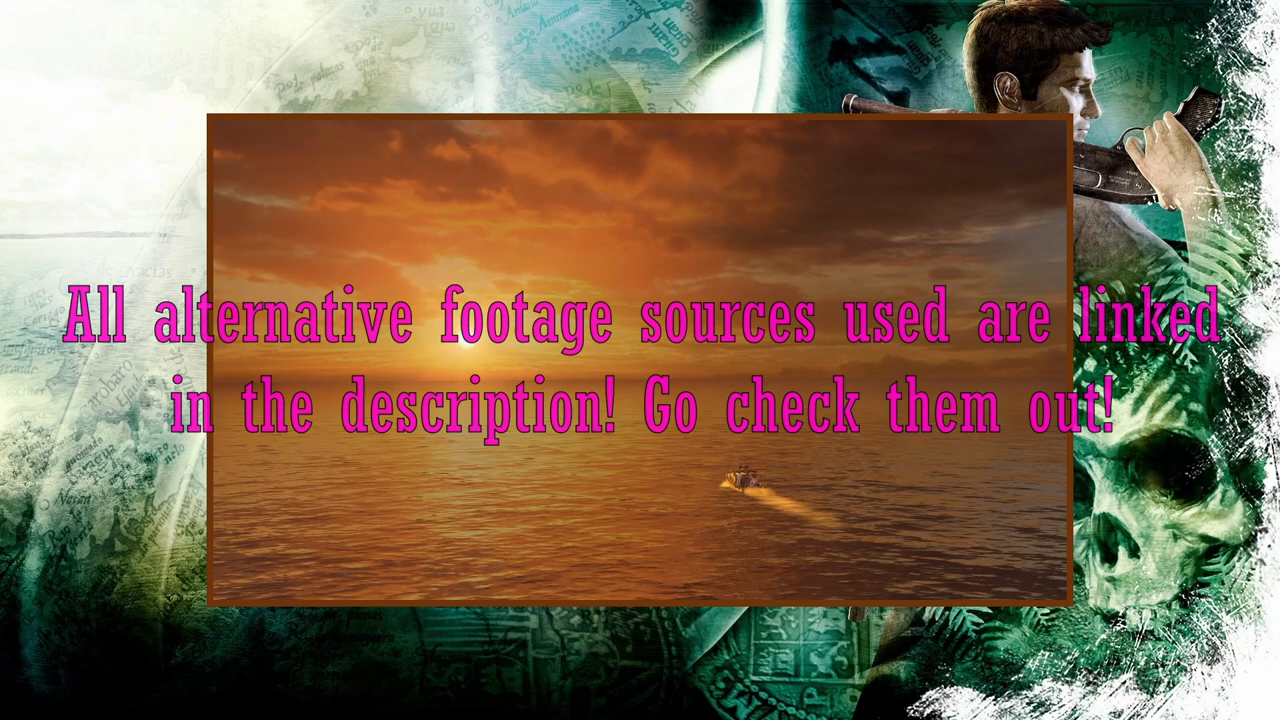 All alternative footage sources used are linked
in the description! Go check them out!